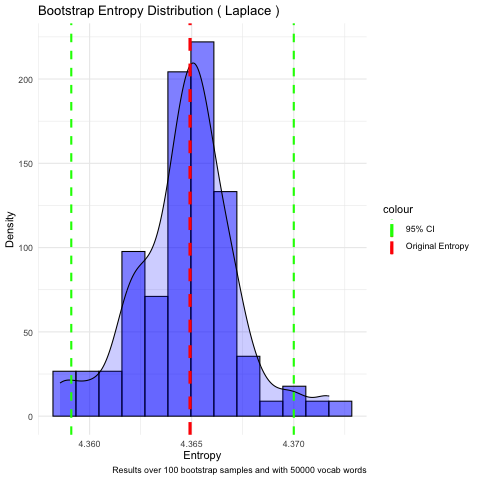 Bootstrap Entropy Distribution ( Laplace )
200
150
100
50
0
Density
4.360
4.365
4.370
Entropy
Results over 100 bootstrap samples and with 50000 vocab words
colour
95% CI
Original Entropy